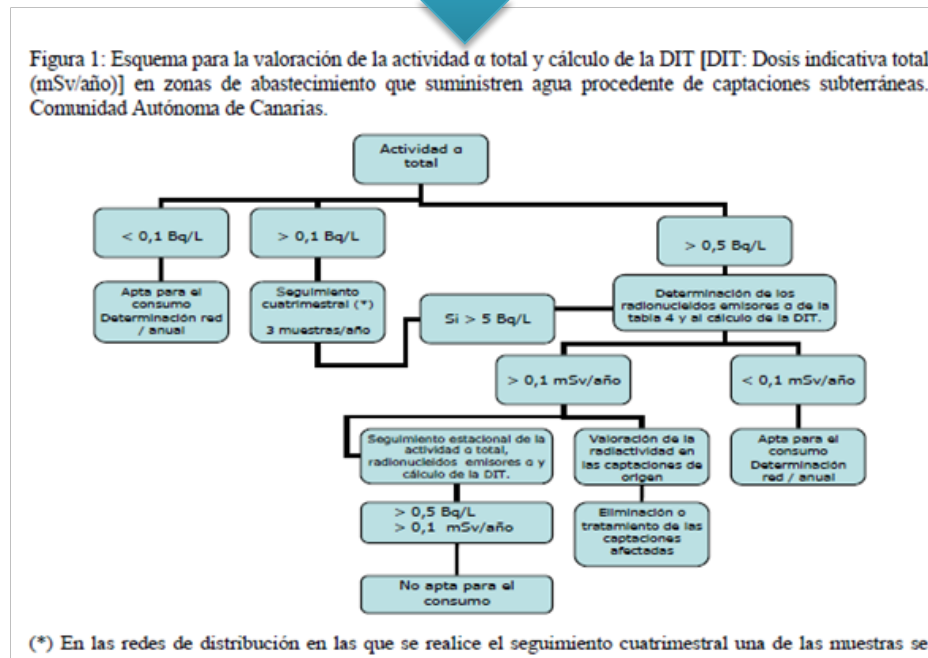 Figura 1: Esquema para la valoración de la actividad α total y cálculo de la DIT [DIT: Dosis indicativa total
(mSv/año)] en zonas de abastecimiento que suministren agua procedente de captaciones subterráneas.
Comunidad Autónoma de Canarias.
Actividad α
total
< 0,1 Bq/L
> 0,1 Bq/L
> 0,5 Bq/L
Apta para el
consumo
Determinación red
/ anual
Seguimiento
cuatrimestral (*)
3 muestras/año
Si > 5 Bq/L
Determinación de los
radionucleidos emisores α de la
tabla 4 y al cálculo de la DIT.
> 0,1 mSv/año
< 0,1 mSv/año
Seguimiento estacional de la
actividad α total,
radionucleidos emisores α y
cálculo de la DIT.
Valoración de la
radiactividad en
las captaciones de
origen
Apta para el
consumo
Determinación
red / anual
> 0,5 Bq/L
> 0,1 mSv/año
Eliminación o
tratamiento de las
captaciones
afectadas
No apta para el
consumo
(*) En las redes de distribución en las que se realice el seguimiento cuatrimestral una de las muestras se